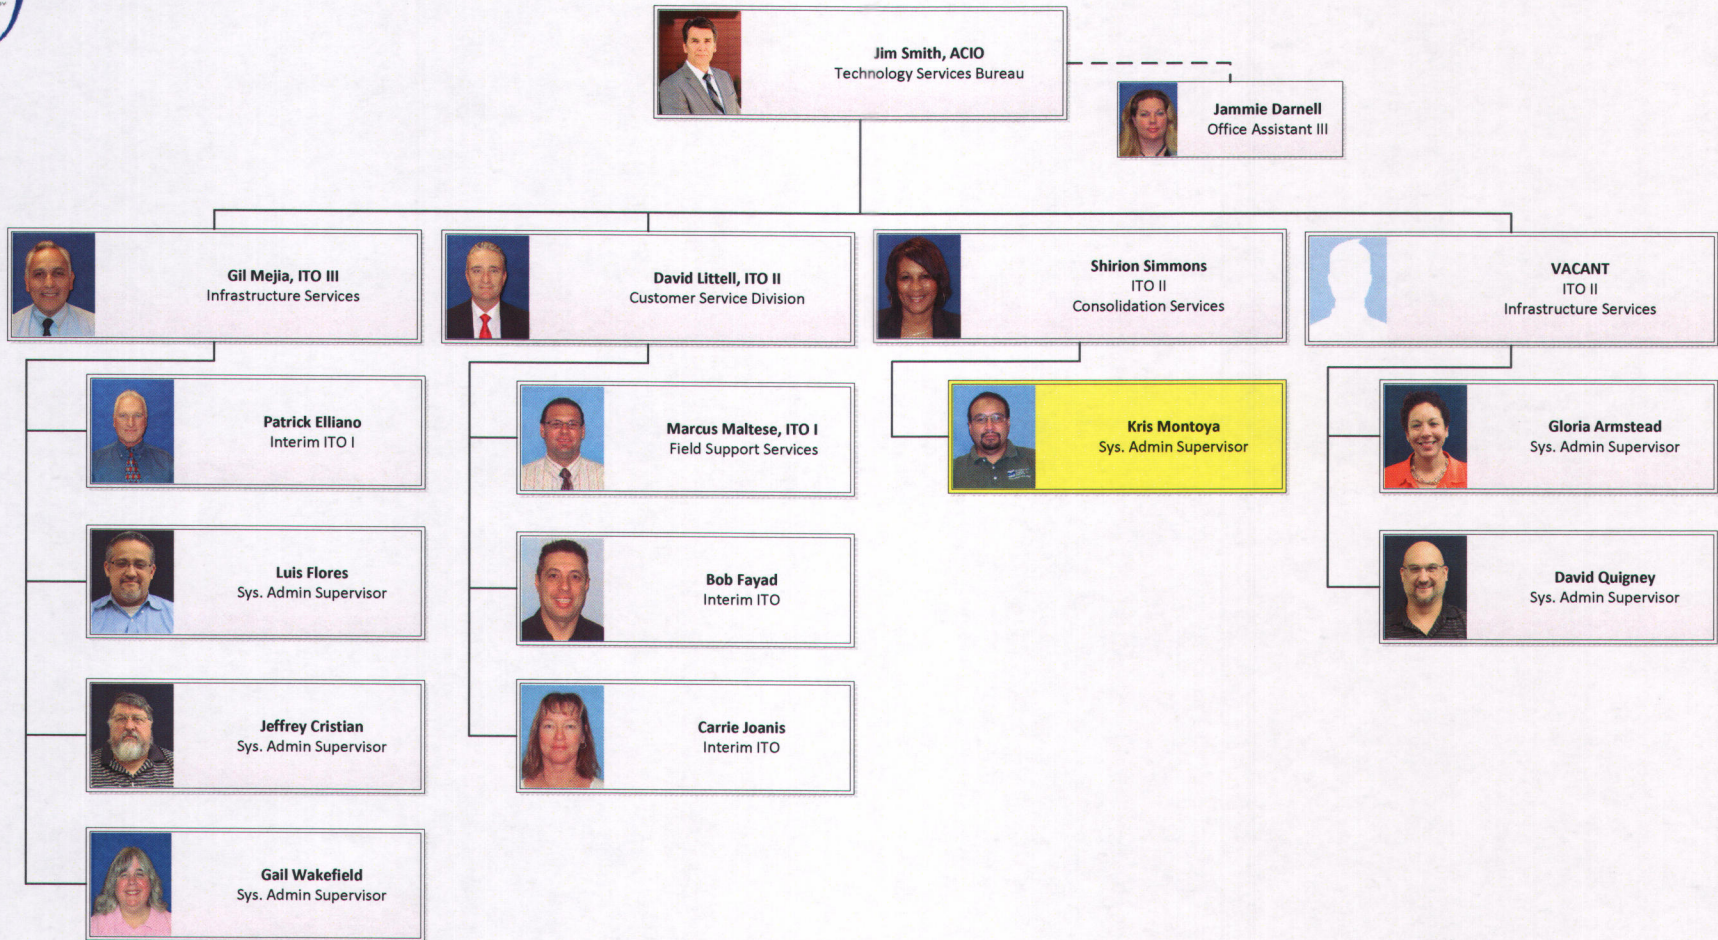 Jim Smith, ACIO
Technology Services Bureau
Jammie Darnell
Office Assistant III
Gil Mejia, ITO III
Infrastructure Services
David Littell, ITO II
Customer Service Division
Shirion Simmons
ITO II
Consolidation Services
VACANT
ITO II
Infrastructure Services
Patrick Elliano
Interim ITO I
Marcus Maltese, ITO I
Field Support Services
Kris Montoya
Sys. Admin Supervisor
Gloria Armstead
Sys. Admin Supervisor
Luis Flores
Sys. Admin Supervisor
Bob Fayad
Interim ITO
David Quigney
Sys. Admin Supervisor
Jeffrey Cristian
Sys. Admin Supervisor
Carrie Joanis
Interim ITO
Gail Wakefield
Sys. Admin Supervisor